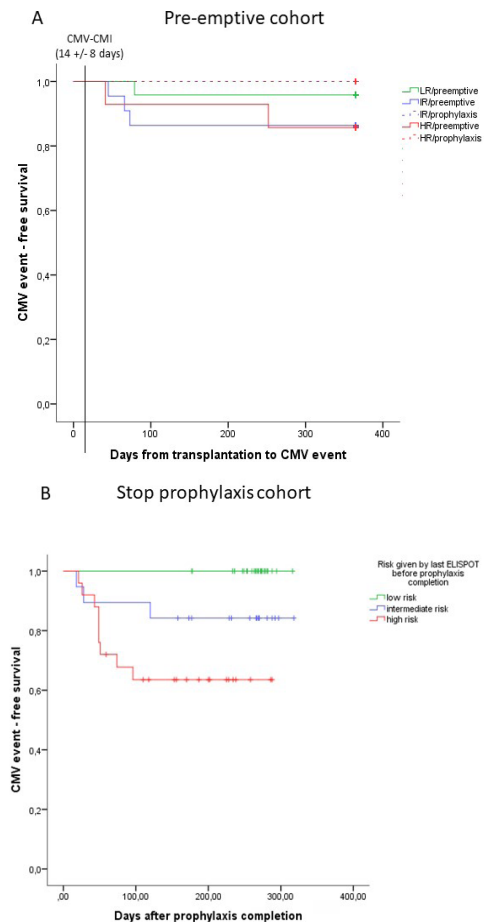 A
Pre-emptive cohort
CMV-CMI
(14 +/- 8 days)
1,0
0,8
0,6
0,4
0,2
0,0
CMV event - free survival
0
100
200
300
400
Days from transplantation to CMV event
LR/preemptive
IR/preemptive
IR/prophylaxis
HR/preemptive
HR/prophylaxis
B
Stop prophylaxis cohort
1,0
0,8
0,6
0,4
0,2
0,0
CMV event - free survival
,00
100,00
200,00
300,00
400,00
Days after prophylaxis completion
Risk given by last ELISPOT
before prophylaxis
completion
low risk
intermediate risk
high risk